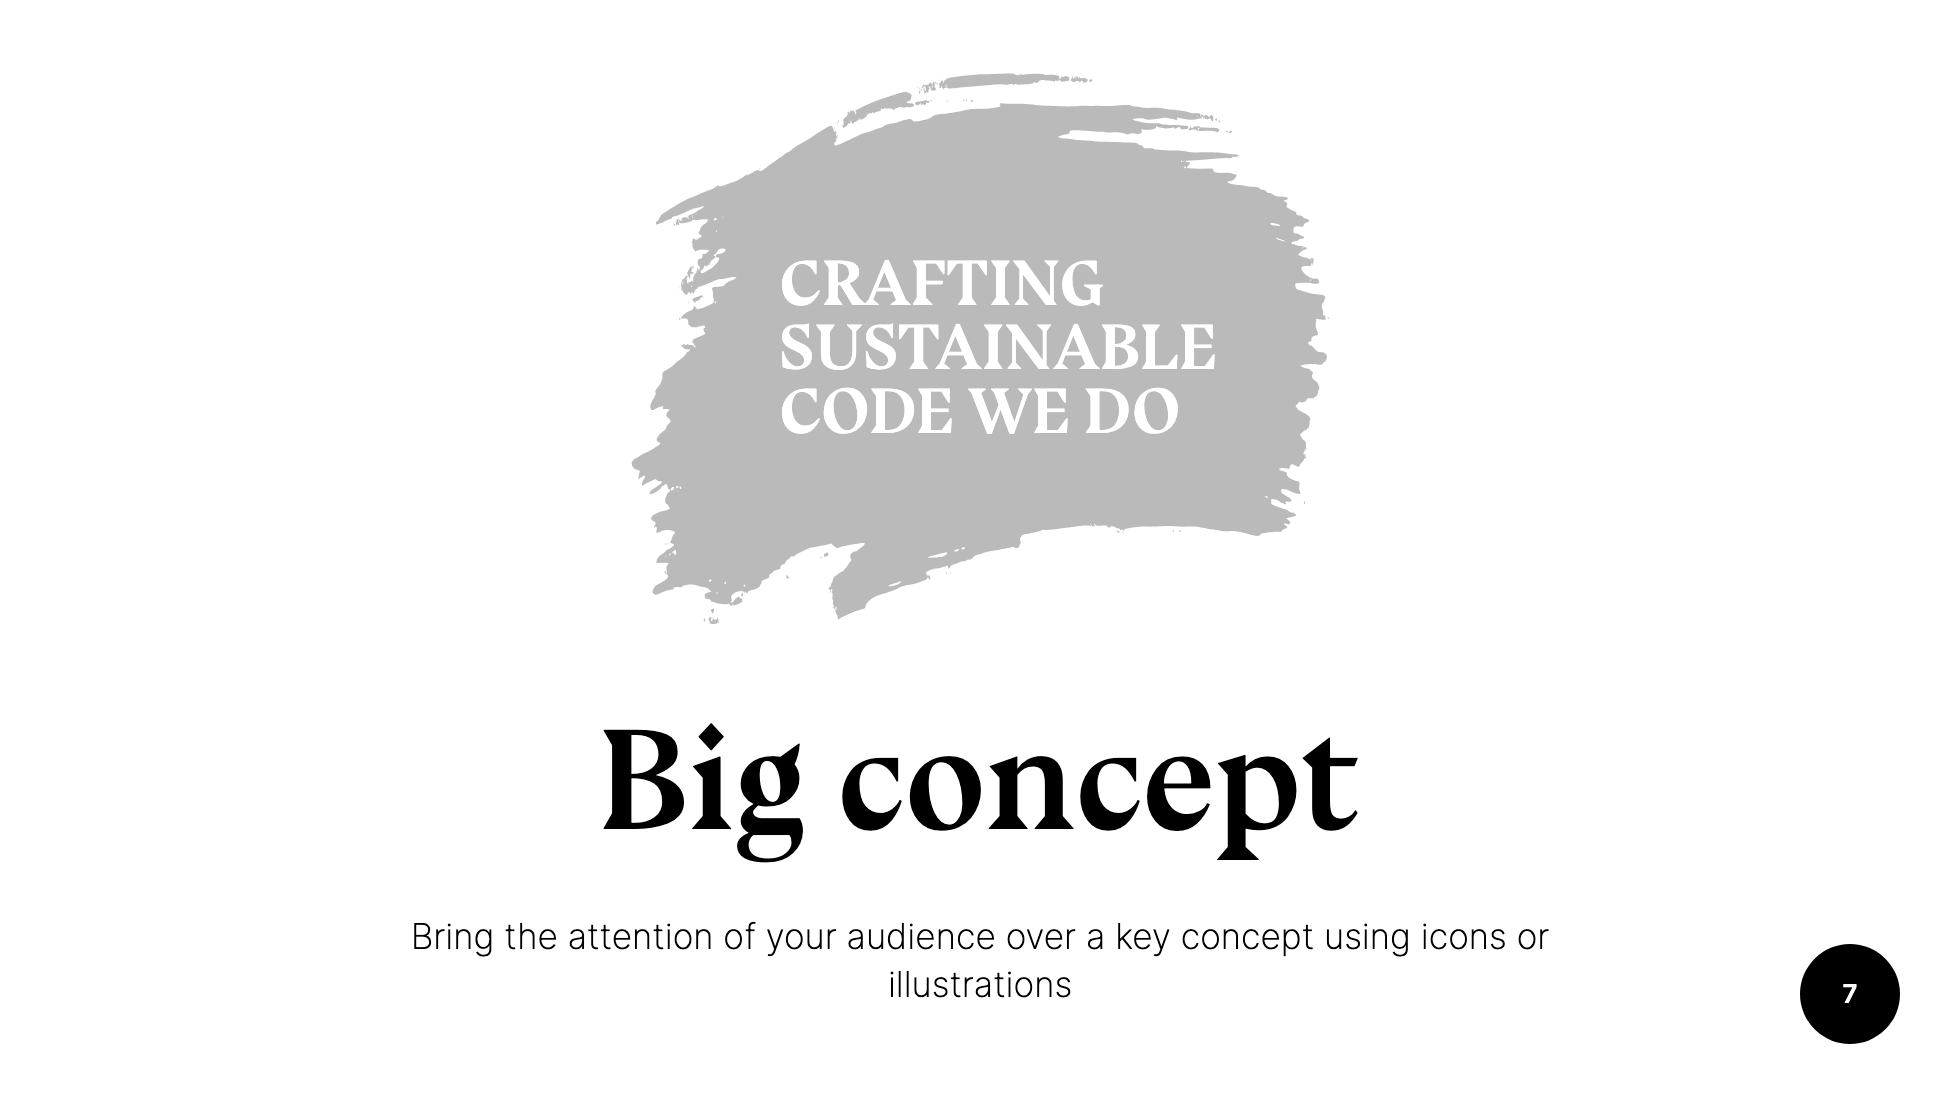 CRAFTING
SUSTAINABLE
CODE WE DO
Big concept
Bring the attention of your audience over a key concept using icons or
illustrations
7